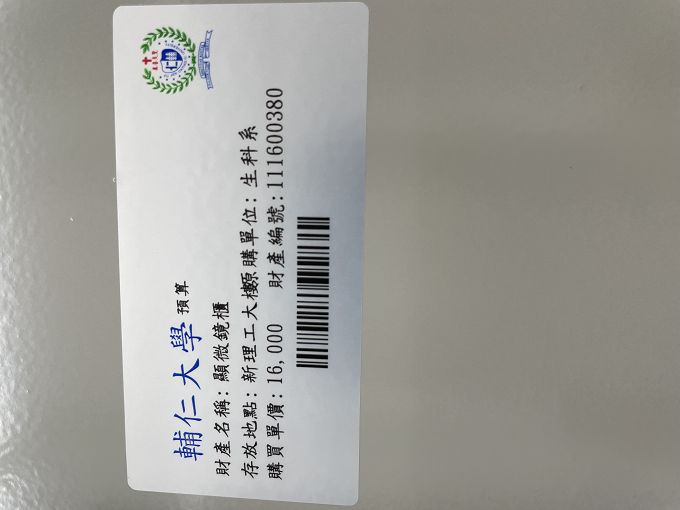 輔仁大學 預算
財產名稱: 顯微鏡櫃
存放地點: 新理工大樓原購單位: 生科系
購買單價: 16,000 財產編號: 111600380